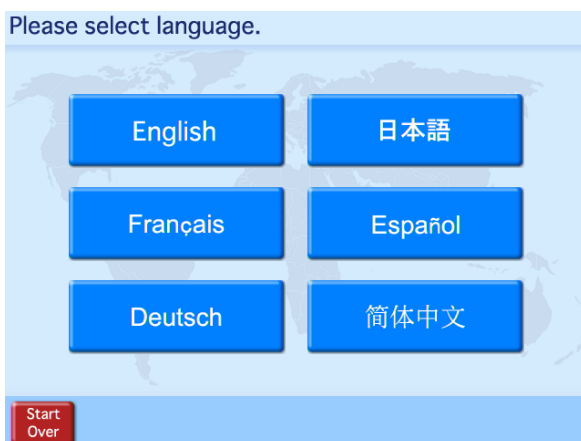 Please select language.
English
日本語
Français
Español
Deutsch
简体中文
Start
Over